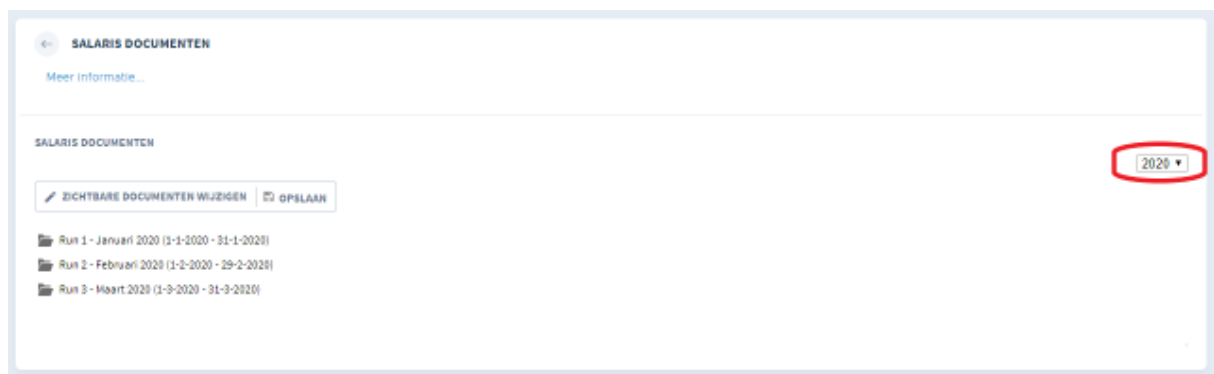 SALARIS DOCUMENTEN
Meer informatie...
SALARIS DOCUMENTEN
2020
ZICHTBARE DOCUMENTEN WIJZIGEN OPSLAAN
Run 1 - Januari 2020 (1-1-2020 - 31-1-2020)
Run 2 - Februari 2020 (1-2-2020 - 29-2-2020)
Run 3 - Maart 2020 (1-3-2020 - 31-3-2020)